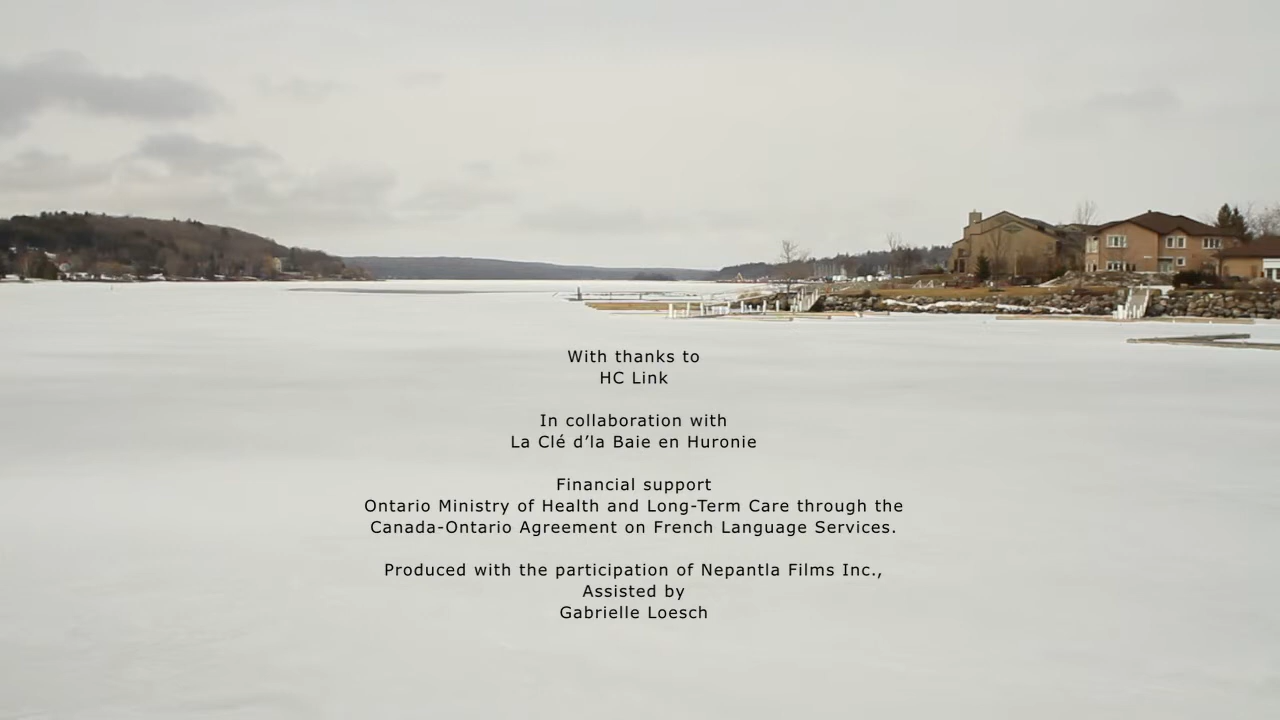 With thanks to
HC Link
In collaboration with
La Clé d’la Baie en Huronie
Financial support
Ontario Ministry of Health and Long-Term Care through the
Canada-Ontario Agreement on French Language Services.
Produced with the participation of Nepantla Films Inc.,
Assisted by
Gabrielle Loesch